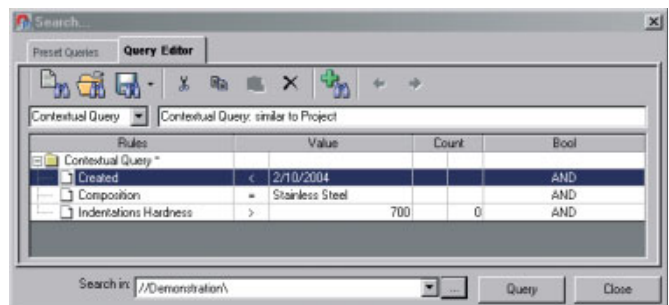 Search...
Preset Queries Query Editor
Contextual Query Contextual Query: similar to Project
Rules Value Count Bool
Contextual Query *
Created < 2/10/2004 AND
Composition = Stainless Steel AND
Indentations Hardness > 700 0 AND
Search in: //Demonstration\ ... Query Close